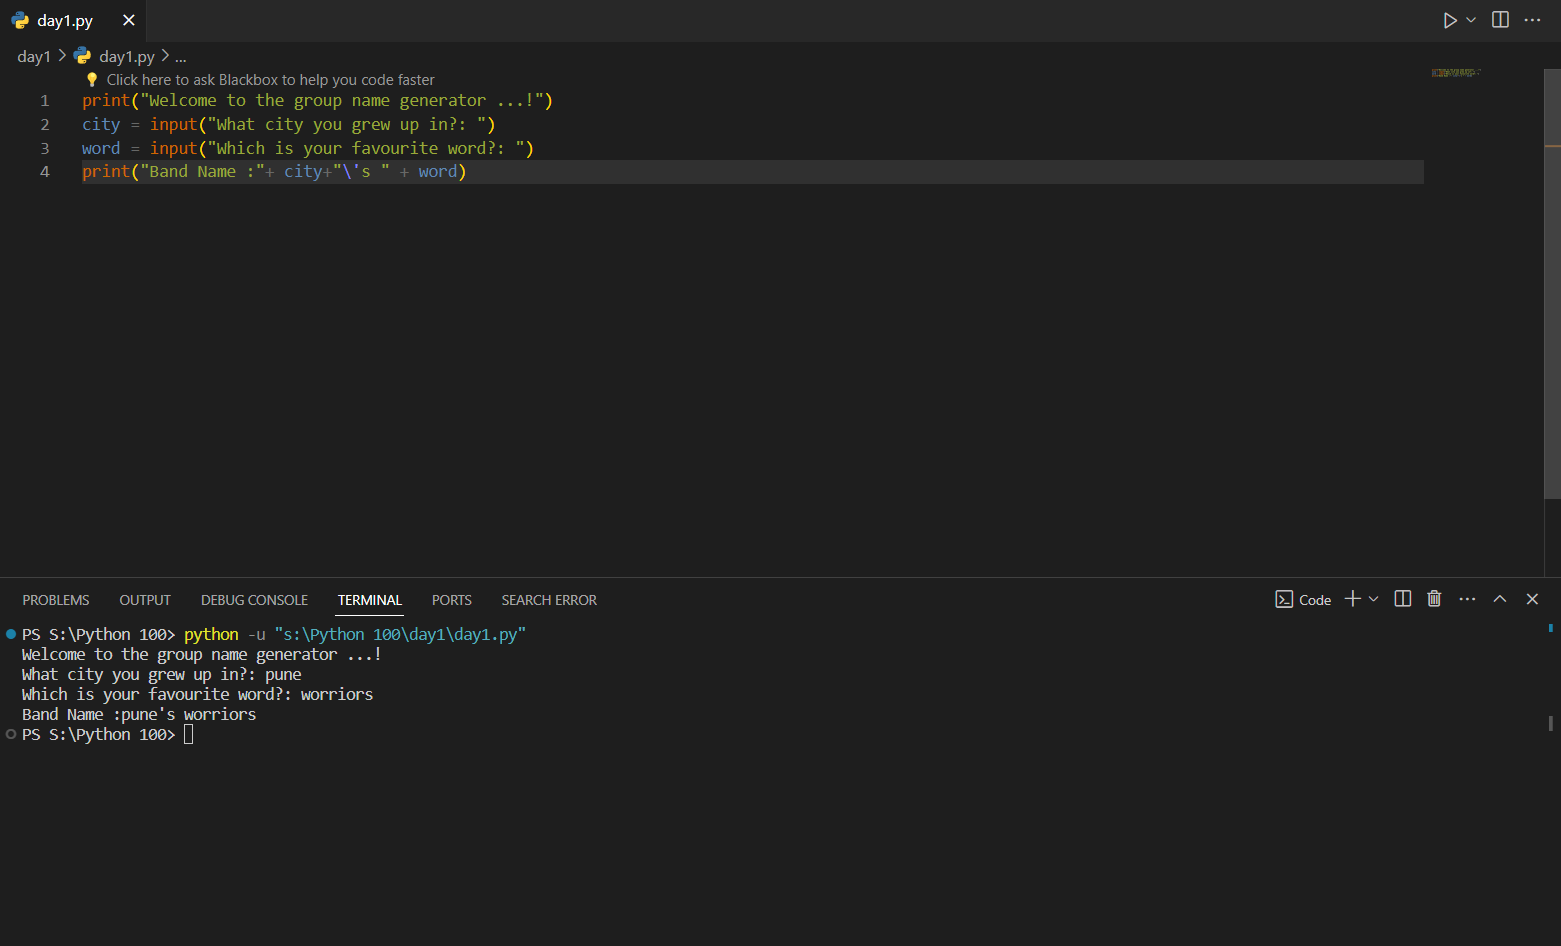 day1.py
day1 > day1.py > ...
Click here to ask Blackbox to help you code faster
1 print("Welcome to the group name generator ...!")
2 city = input("What city you grew up in?: ")
3 word = input("Which is your favourite word?: ")
4 print("Band Name :"+ city+"\'s " + word)
PROBLEMS OUTPUT DEBUG CONSOLE TERMINAL PORTS SEARCH ERROR Code
PS S:\Python 100> python -u "s:\Python 100\day1\day1.py"
Welcome to the group name generator ...!
What city you grew up in?: pune
Which is your favourite word?: worriors
Band Name :pune's worriors
PS S:\Python 100>